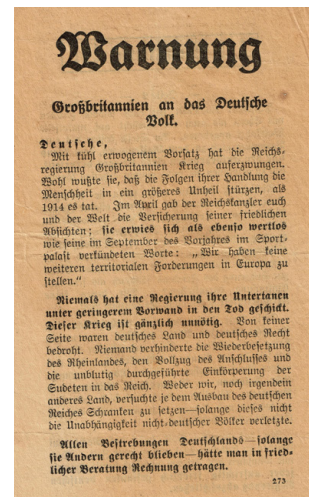 Warnung
Großbritannien an das Deutsche
Volk.
Deutsche,
Mit kühl erwogenem Vorsatz hat die Reichs-
regierung Großbritannien Krieg auferzwungen.
Wohl wußte sie, daß die Folgen ihrer Handlung die
Menschheit in ein größeres Unheil stürzen, als
1914 es tat. Im April gab der Reichskanzler euch
und der Welt die Versicherung seiner friedlichen
Absichten; sie erwies sich als ebenso wertlos
wie seine im September des Vorjahres im Sport-
palast verkündeten Worte: „Wir haben keine
weiteren territorialen Forderungen in Europa zu
stellen.“
Niemals hat eine Regierung ihre Untertanen
unter geringerem Vorwand in den Tod geschickt.
Dieser Krieg ist gänzlich unnötig. Von keiner
Seite waren deutsches Land und deutsches Recht
bedroht. Niemand verhinderte die Wiederbesetzung
des Rheinlandes, den Vollzug des Anschlusses und
die unblutig durchgeführte Einkörperung der
Sudeten in das Reich. Weder wir, noch irgendein
anderes Land, versuchte je dem Ausbau des deutschen
Reiches Schranken zu setzen—solange dieses nicht
die Unabhängigkeit nicht-deutscher Völker verletzte.
Allen Bestrebungen Deutschlands—solange
sie Andern gerecht blieben—hätte man in fried-
licher Beratung Rechnung getragen.
273